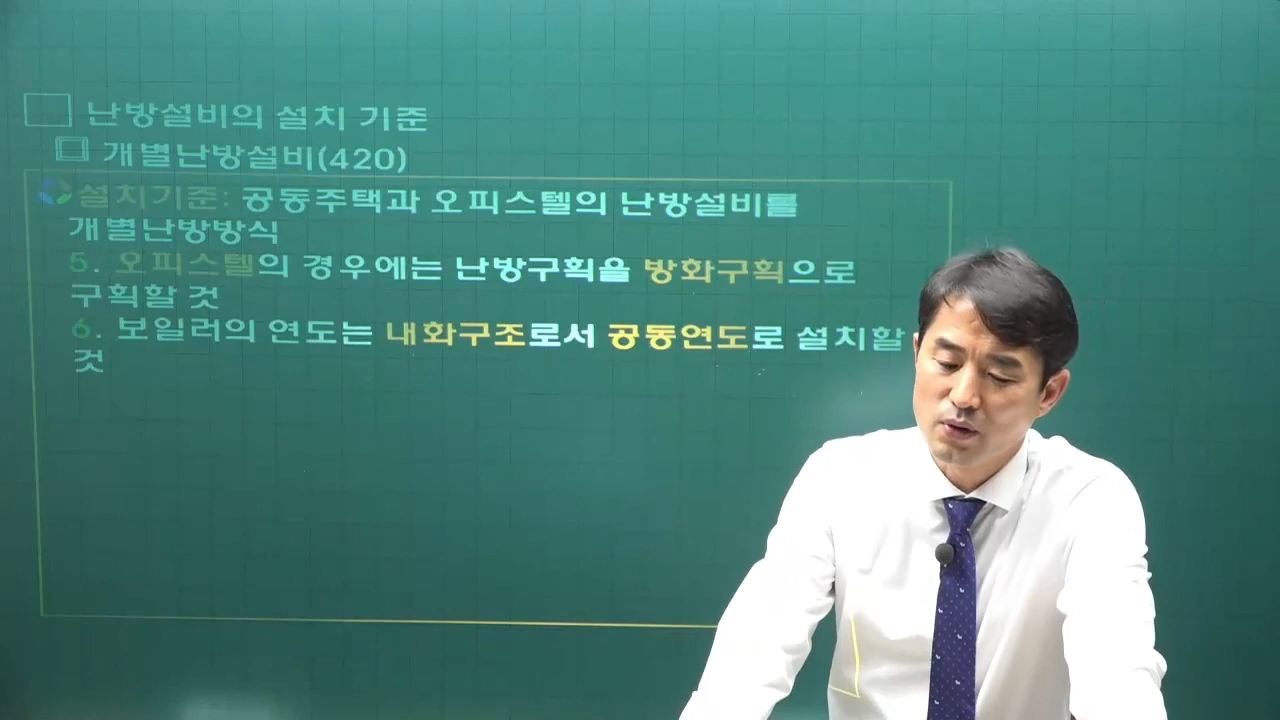 난방설비의 설치 기준
개별난방설비(420)
설치기준: 공동주택과 오피스텔의 난방설비를
개별난방방식
5. 오피스텔의 경우에는 난방구획을 방화구획으로
구획할 것
6. 보일러의 연도는 내화구조로서 공동연도로 설치할
것